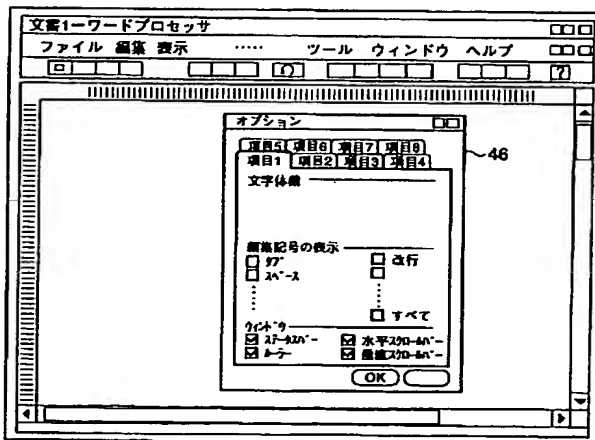 文書1ーワードプロセッサ
ファイル 編集 表示 ‥‥‥ ツール ウィンドウ ヘルプ
?
オプション
46
項目5 項目6 項目7 項目8
項目1 項目2 項目3 項目4
文字体裁
編集記号の表示
タブ 改行
スペース
すべて
ウィンドウ
ステータスバー 水平スクロールバー
ルーラー 垂直スクロールバー
OK